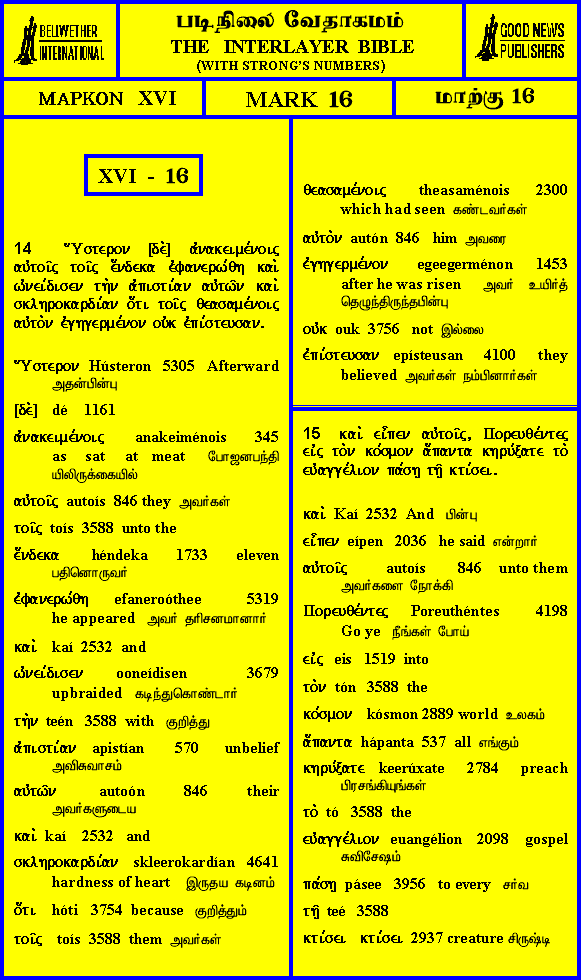 BELLWETHER
INTERNATIONAL
படிநிலை வேதாகமம்
THE INTERLAYER BIBLE
(WITH STRONG'S NUMBERS)
GOOD NEWS
PUBLISHERS
ΜΑΡΚΟΝ XVI
MARK 16
மாற்கு 16
XVI - 16
14 Ὕστερον [δὲ] ἀνακειμένοις
αὐτοῖς τοῖς ἕνδεκα ἐφανερώθη καὶ
ὠνείδισεν τὴν ἀπιστίαν αὐτῶν καὶ
σκληροκαρδίαν ὅτι τοῖς θεασαμένοις
αὐτὸν ἐγηγερμένον οὐκ ἐπίστευσαν.
Ὕστερον Hústeron 5305 Afterward
அதன்பின்பு
[δὲ] dé 1161
ἀνακειμένοις anakeiménois 345
as sat at meat போஜனபந்தி
யிலிருக்கையில்
αὐτοῖς autoís 846 they அவர்கள்
τοῖς toís 3588 unto the
ἕνδεκα héndeka 1733 eleven
பதினொருவர்
ἐφανερώθη efaneroóthee 5319
he appeared அவர் தரிசனமானார்
καὶ kaí 2532 and
ὠνείδισεν ooneídisen 3679
upbraided கடிந்துகொண்டார்
τὴν teén 3588 with குறித்து
ἀπιστίαν apistían 570 unbelief
அவிசுவாசம்
αὐτῶν autoón 846 their
அவர்களுடைய
καὶ kaí 2532 and
σκληροκαρδίαν skleerokardían 4641
hardness of heart இருதய கடினம்
ὅτι hóti 3754 because குறித்தும்
τοῖς toís 3588 them அவர்கள்
θεασαμένοις theasaménois 2300
which had seen கண்டவர்கள்
αὐτὸν autón 846 him அவரை
ἐγηγερμένον egeegerménon 1453
after he was risen அவர் உயிர்த்
தெழுந்திருந்தபின்பு
οὐκ ouk 3756 not இல்லை
ἐπίστευσαν epísteusan 4100 they
believed அவர்கள் நம்பினார்கள்
15 καὶ εἶπεν αὐτοῖς, Πορευθέντες
εἰς τὸν κόσμον ἅπαντα κηρύξατε τὸ
εὐαγγέλιον πάσῃ τῇ κτίσει.
καὶ Kaí 2532 And பின்பு
εἶπεν eípen 2036 he said என்றார்
αὐτοῖς autoís 846 unto them
அவர்களை நோக்கி
Πορευθέντες Poreuthéntes 4198
Go ye நீங்கள் போய்
εἰς eis 1519 into
τὸν tón 3588 the
κόσμον kósmon 2889 world உலகம்
ἅπαντα hápanta 537 all எங்கும்
κηρύξατε keerúxate 2784 preach
பிரசங்கியுங்கள்
τὸ tó 3588 the
εὐαγγέλιον euangélion 2098 gospel
சுவிசேஷம்
πάσῃ pásee 3956 to every சர்வ
τῇ teé 3588
κτίσει κτίσει 2937 creature சிருஷ்டி